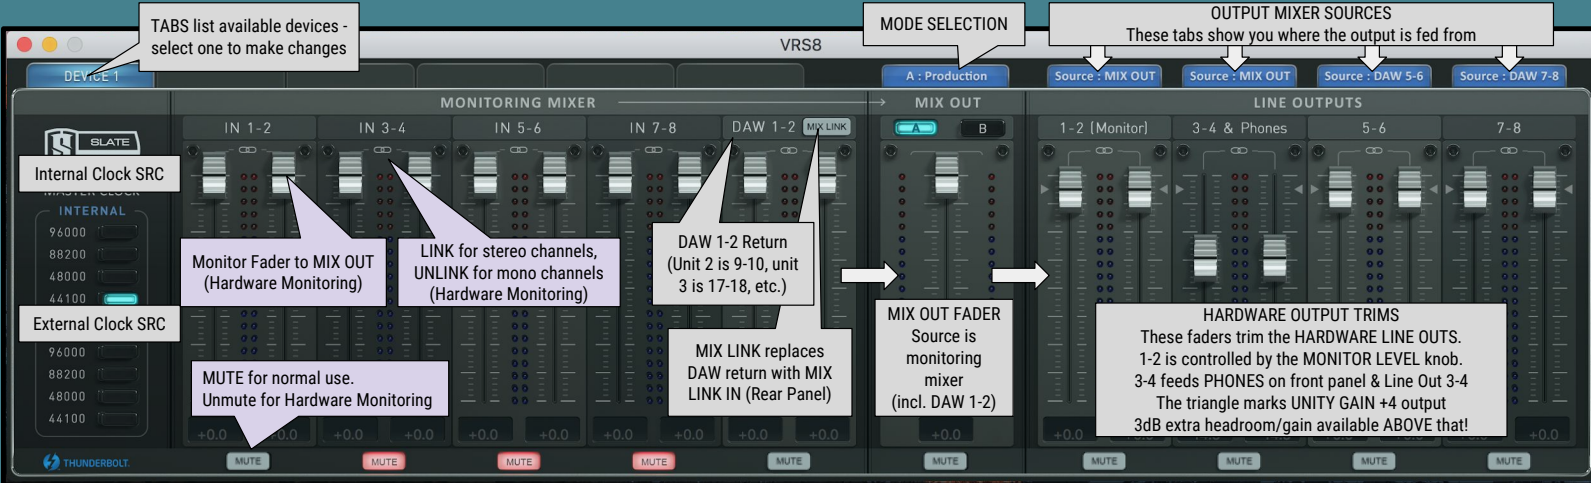 TABS list available devices -
select one to make changes
MODE SELECTION
OUTPUT MIXER SOURCES
These tabs show you where the output is fed from
VRS8
DEVICE 1
A : Production
Source : MIX OUT
Source : MIX OUT
Source : DAW 5-6
Source : DAW 7-8
MONITORING MIXER
MIX OUT
LINE OUTPUTS
SLATE
IN 1-2
IN 3-4
IN 5-6
IN 7-8
DAW 1-2
MIX LINK
A
B
1-2 (Monitor)
3-4 & Phones
5-6
7-8
Internal Clock SRC
MASTER CLOCK
INTERNAL
96000
88200
48000
44100
External Clock SRC
96000
88200
48000
44100
Monitor Fader to MIX OUT
(Hardware Monitoring)
LINK for stereo channels,
UNLINK for mono channels
(Hardware Monitoring)
DAW 1-2 Return
(Unit 2 is 9-10, unit
3 is 17-18, etc.)
MIX LINK replaces
DAW return with MIX
LINK IN (Rear Panel)
MIX OUT FADER
Source is
monitoring
mixer
(incl. DAW 1-2)
HARDWARE OUTPUT TRIMS
These faders trim the HARDWARE LINE OUTS.
1-2 is controlled by the MONITOR LEVEL knob.
3-4 feeds PHONES on front panel & Line Out 3-4
The triangle marks UNITY GAIN +4 output
3dB extra headroom/gain available ABOVE that!
MUTE for normal use.
Unmute for Hardware Monitoring
+0.0
+0.0
+0.0
+0.0
+0.0
+0.0
+0.0
+0.0
+0.0
+0.0
+0.0
+0.0
THUNDERBOLT.
MUTE
MUTE
MUTE
MUTE
MUTE
MUTE
MUTE
MUTE
MUTE
MUTE